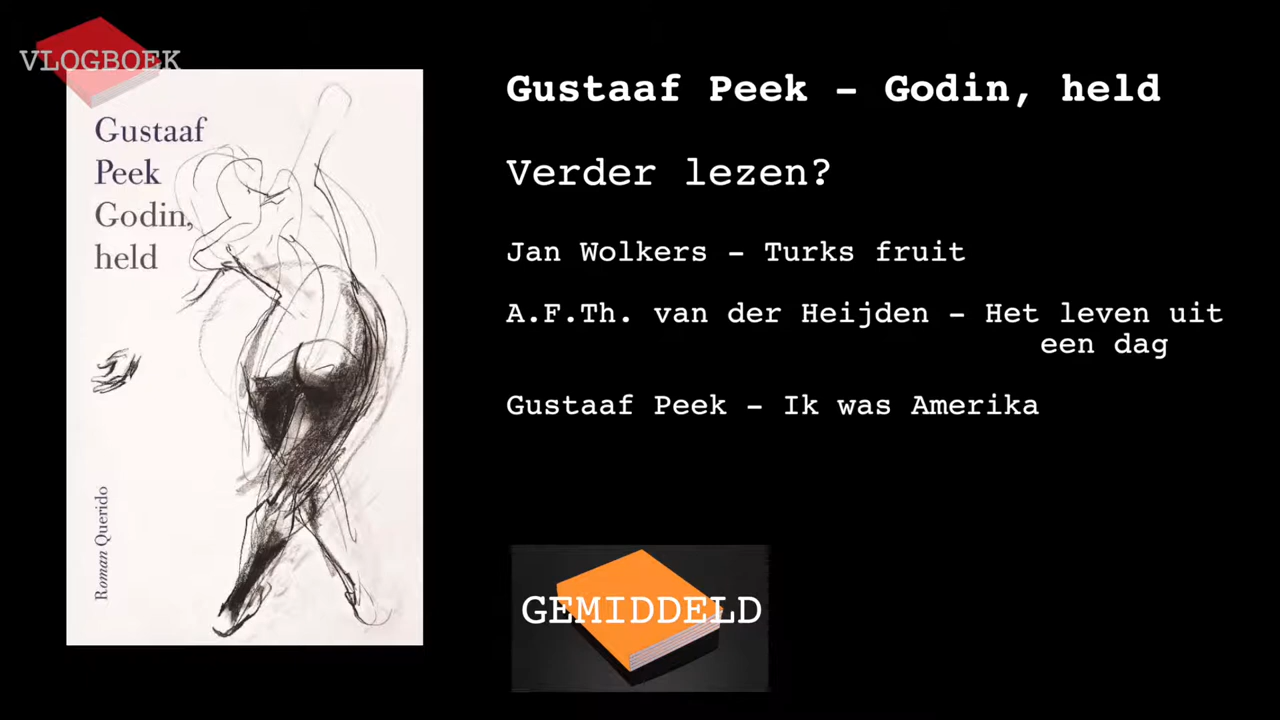 VLOGBOEK
Gustaaf
Peek
Godin,
held
Roman Querido
Gustaaf Peek – Godin, held
Verder lezen?
Jan Wolkers – Turks fruit
A.F.Th. van der Heijden – Het leven uit
een dag
Gustaaf Peek – Ik was Amerika
GEMIDDELD